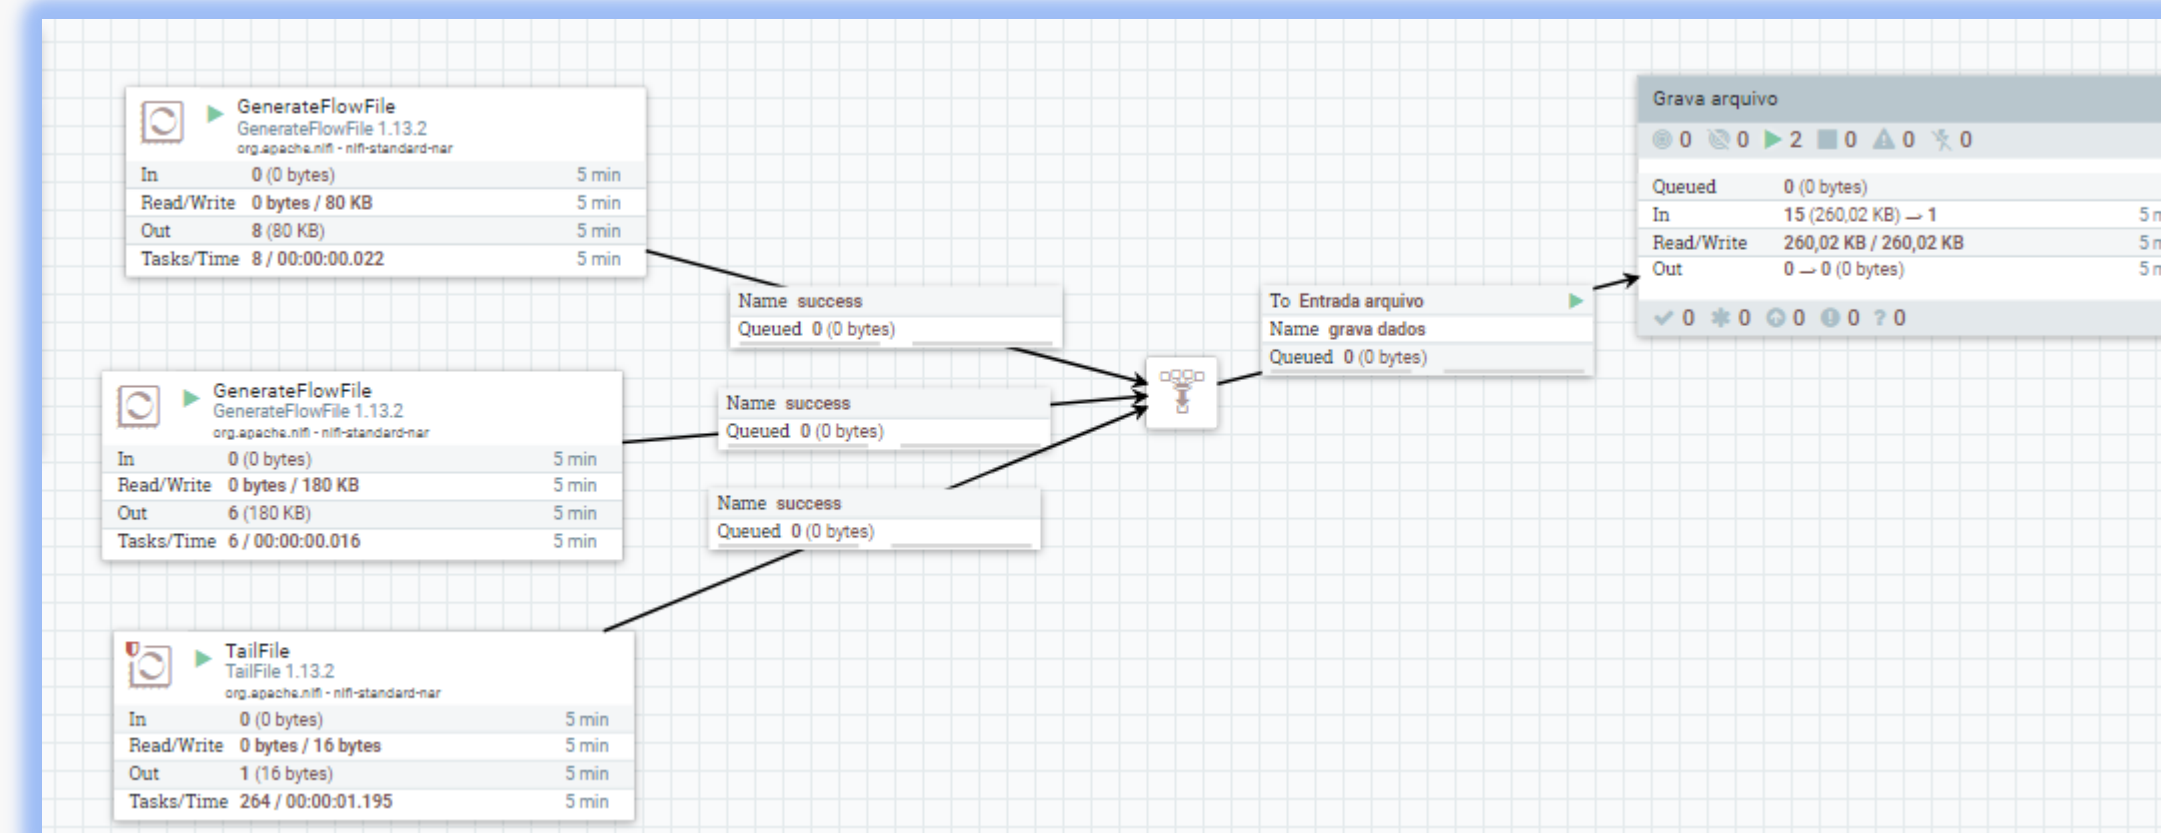 GenerateFlowFile
GenerateFlowFile 1.13.2
org.apache.nifi - nifi-standard-nar
In 0 (0 bytes) 5 min
Read/Write 0 bytes / 80 KB 5 min
Out 8 (80 KB) 5 min
Tasks/Time 8 / 00:00:00.022 5 min
Name success
Queued 0 (0 bytes)
GenerateFlowFile
GenerateFlowFile 1.13.2
org.apache.nifi - nifi-standard-nar
In 0 (0 bytes) 5 min
Read/Write 0 bytes / 180 KB 5 min
Out 6 (180 KB) 5 min
Tasks/Time 6 / 00:00:00.016 5 min
Name success
Queued 0 (0 bytes)
TailFile
TailFile 1.13.2
org.apache.nifi - nifi-standard-nar
In 0 (0 bytes) 5 min
Read/Write 0 bytes / 16 bytes 5 min
Out 1 (16 bytes) 5 min
Tasks/Time 264 / 00:00:01.195 5 min
Name success
Queued 0 (0 bytes)
To Entrada arquivo
Name grava dados
Queued 0 (0 bytes)
Grava arquivo
0 0 2 0 0 0
Queued 0 (0 bytes)
In 15 (260,02 KB) → 1 5
Read/Write 260,02 KB / 260,02 KB 5
Out 0 → 0 (0 bytes) 5
0 0 0 0 ? 0